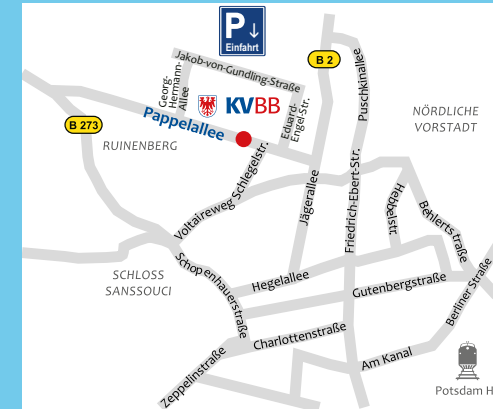 P
Einfahrt
B 2
Jakob-von-Gundling-Straße
Georg-
Hermann-
Allee
KVBB
Eduard-
Engel-Str.
Puschkinallee
NÖRDLICHE
VORSTADT
B 273
Pappelallee
RUINENBERG
Schlegelstr.
Voltaireweg
Jägerallee
Friedrich-Ebert-Str.
Hebbelstr.
Behlertstraße
SCHLOSS
SANSSOUCI
Schopenhauerstraße
Hegelallee
Gutenbergstraße
Berliner Straße
Charlottenstraße
Am Kanal
Zeppelinstraße
Potsdam H